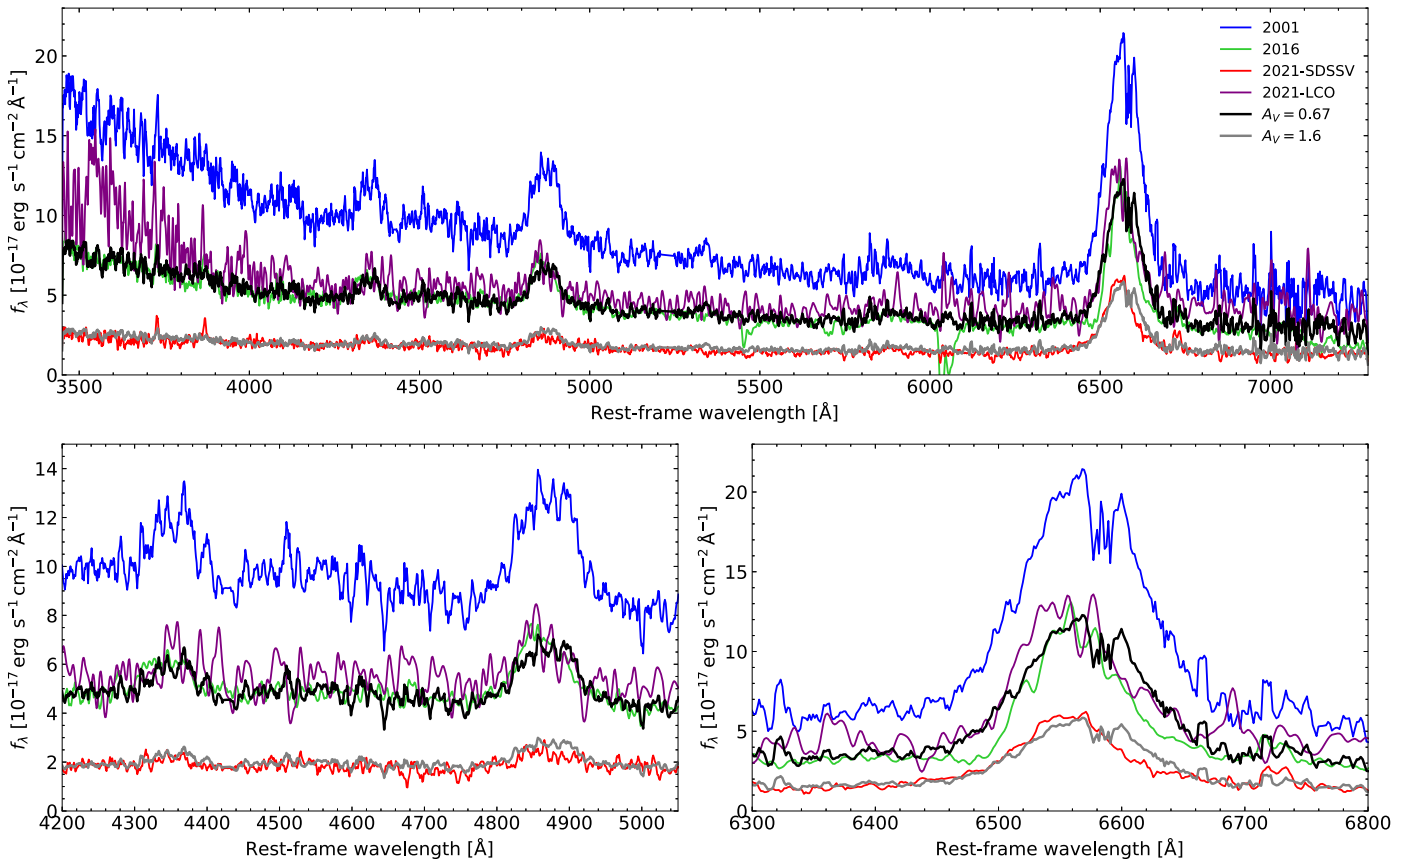 2001
2016
2021-SDSSV
2021-LCO
A_V = 0.67
A_V = 1.6
f_λ [10⁻¹⁷ erg s⁻¹ cm⁻² Å⁻¹]
20
15
10
5
0
3500 4000 4500 5000 5500 6000 6500 7000
Rest-frame wavelength [Å]
f_λ [10⁻¹⁷ erg s⁻¹ cm⁻² Å⁻¹]
14
12
10
8
6
4
2
0
4200 4300 4400 4500 4600 4700 4800 4900 5000
Rest-frame wavelength [Å]
f_λ [10⁻¹⁷ erg s⁻¹ cm⁻² Å⁻¹]
20
15
10
5
0
6300 6400 6500 6600 6700 6800
Rest-frame wavelength [Å]